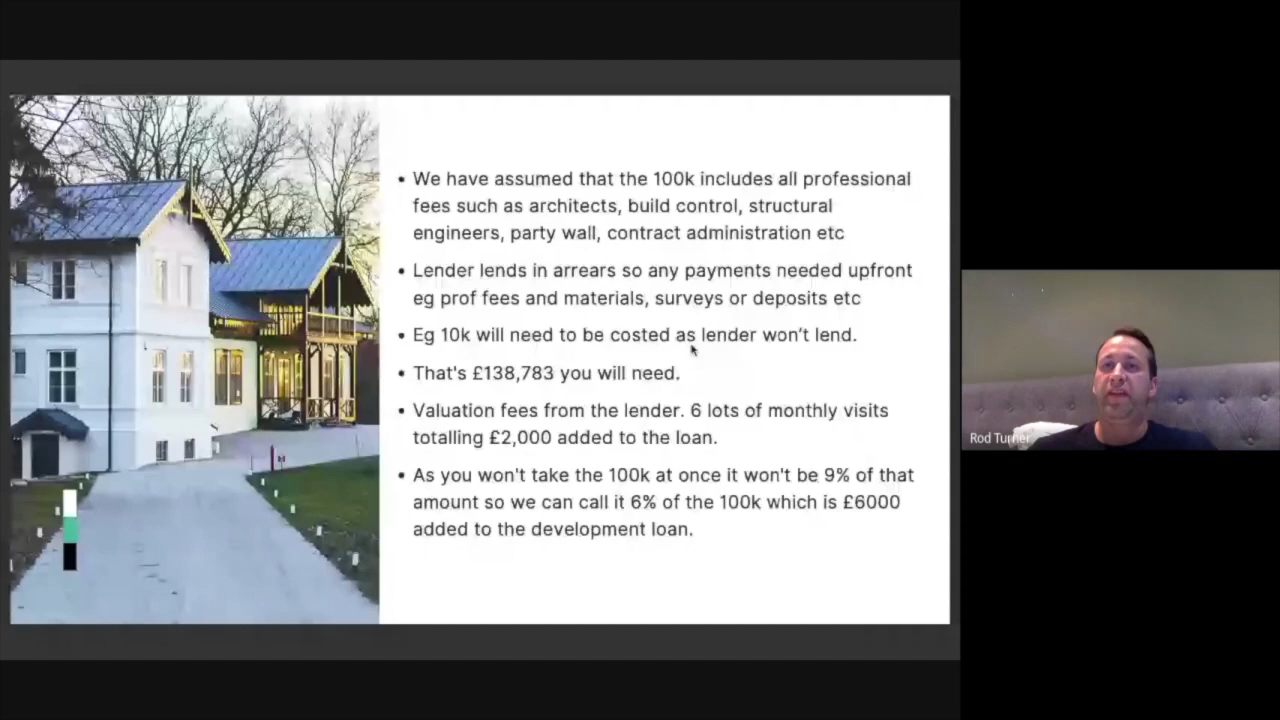 • We have assumed that the 100k includes all professional
fees such as architects, build control, structural
engineers, party wall, contract administration etc
• Lender lends in arrears so any payments needed upfront
eg prof fees and materials, surveys or deposits etc
• Eg 10k will need to be costed as lender won't lend.
• That's £138,783 you will need.
• Valuation fees from the lender. 6 lots of monthly visits
totalling £2,000 added to the loan.
• As you won't take the 100k at once it won't be 9% of that
amount so we can call it 6% of the 100k which is £6000
added to the development loan.
Rod Turner